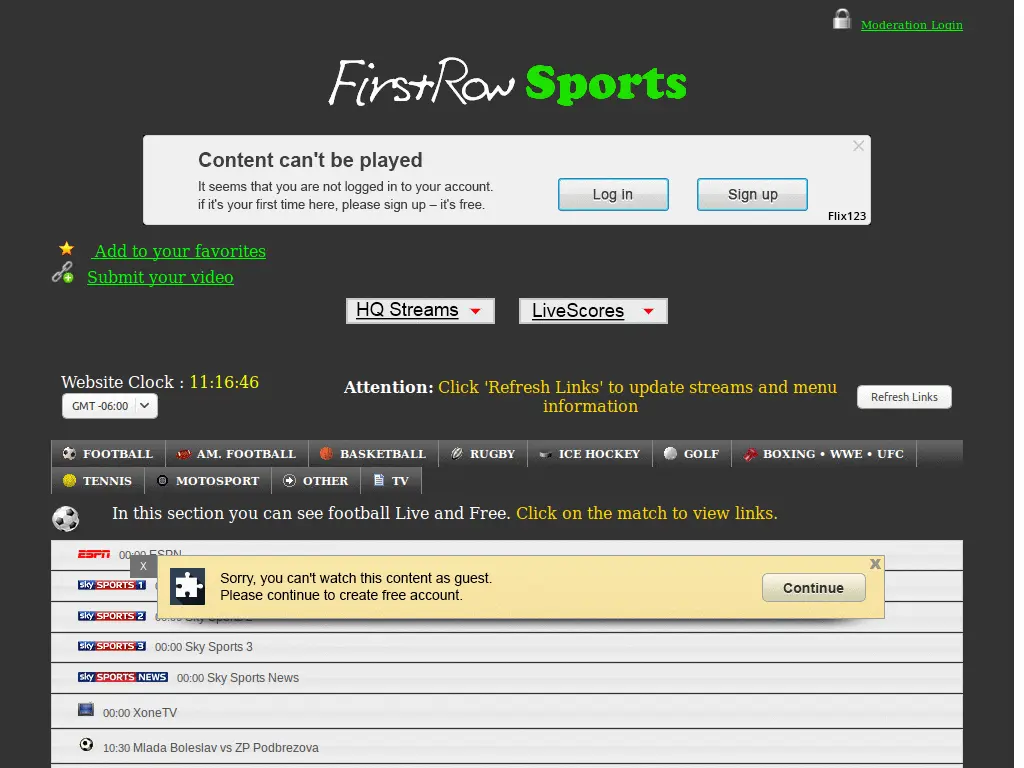 Moderation Login
FirstRow Sports
Content can't be played
It seems that you are not logged in to your account.
if it's your first time here, please sign up – it's free.
Log in
Sign up
Flix123
Add to your favorites
Submit your video
HQ Streams
LiveScores
Website Clock : 11:16:46
GMT -06:00
Attention: Click 'Refresh Links' to update streams and menu
information
Refresh Links
FOOTBALL AM. FOOTBALL BASKETBALL RUGBY ICE HOCKEY GOLF BOXING • WWE • UFC
TENNIS MOTOSPORT OTHER TV
In this section you can see football Live and Free. Click on the match to view links.
ESPN 00:00 ESPN
X
Sorry, you can't watch this content as guest.
Please continue to create free account.
Continue
X
sky SPORTS 1
sky SPORTS 2 00:00 Sky Sports 2
sky SPORTS 3 00:00 Sky Sports 3
sky SPORTS NEWS 00:00 Sky Sports News
00:00 XoneTV
10:30 Mlada Boleslav vs ZP Podbrezova